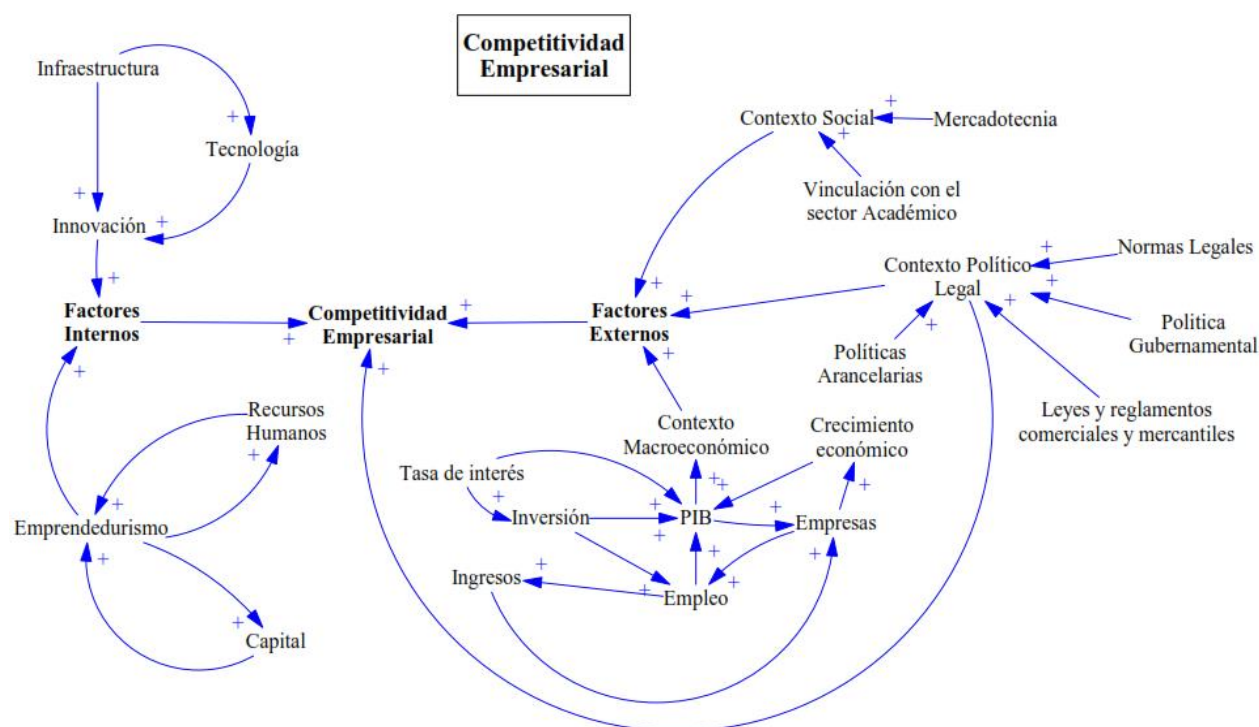 Competitividad
Empresarial
Infraestructura
+
+
Tecnología
+
+
Innovación
+
Factores
Internos
+
Competitividad
Empresarial
+
+
+
Factores
Externos
+
+
+
Contexto Social
+
+
Mercadotecnia
Vinculación con el
sector Académico
Contexto Político
Legal
+
+
+
+
Normas Legales
Politica
Gubernamental
Políticas
Arancelarias
Leyes y reglamentos
comerciales y mercantiles
Recursos
Humanos
+
Emprendedurismo
+
+
+
Capital
Contexto
Macroeconómico
Crecimiento
económico
+
+
+
Tasa de interés
+
Inversión
+
+
PIB
+
Empresas
+
+
Ingresos
+
+
Empleo
+
+